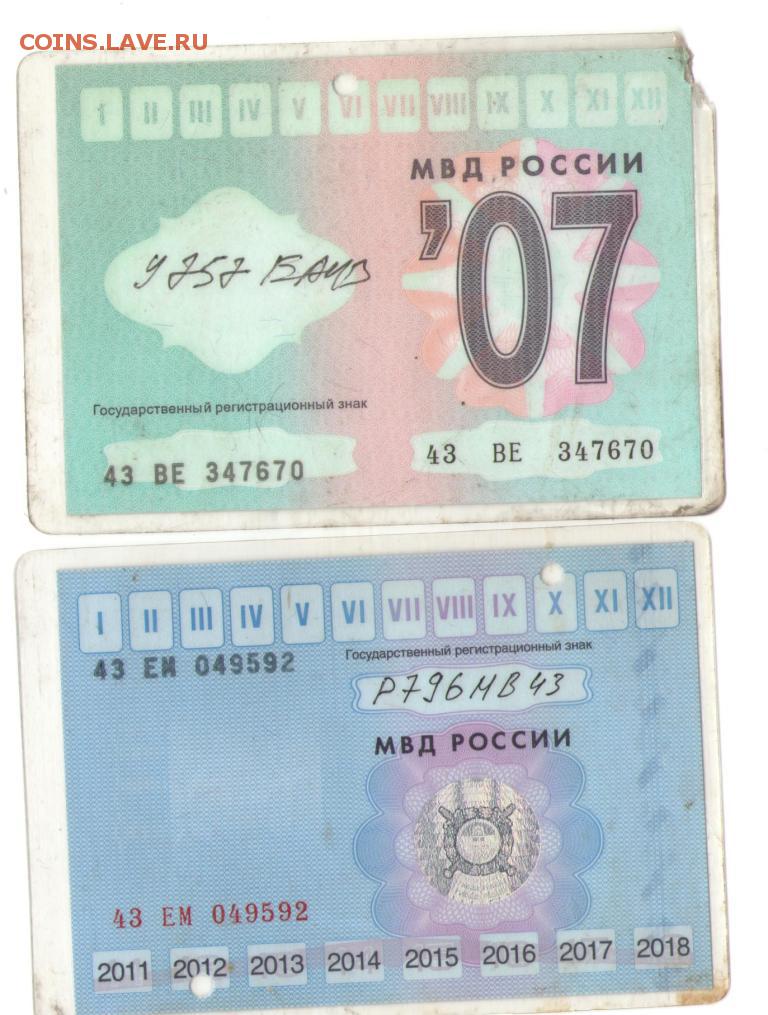 COINS.LAVE.RU
I II III IV V VI VII VIII IX X XI XII
МВД РОССИИ
'07
У 757
Государственный регистрационный знак
43 ВЕ 347670
43 ВЕ 347670
I II III IV V VI VII VIII IX X XI XII
43 ЕМ 049592
Государственный регистрационный знак
Р796МВ43
МВД РОССИИ
43 ЕМ 049592
2011 2012 2013 2014 2015 2016 2017 2018